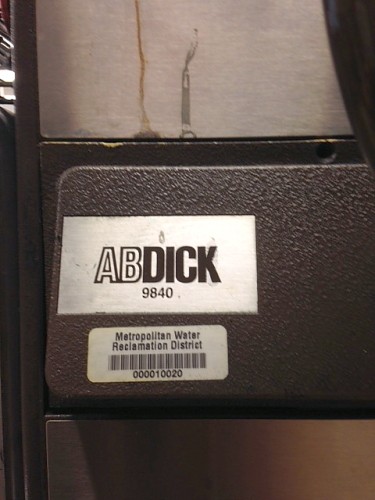 ABDICK
9840
Metropolitan Water
Reclamation District
000010020